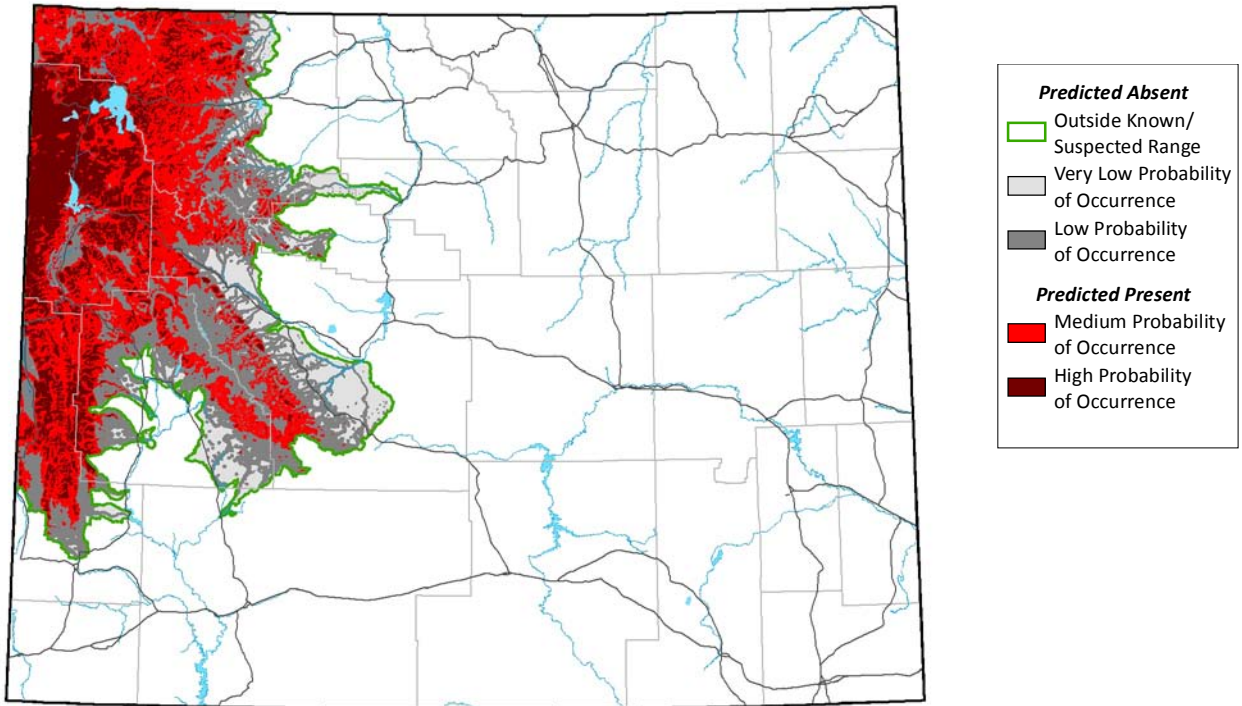 Predicted Absent
Outside Known/
Suspected Range
Very Low Probability
of Occurrence
Low Probability
of Occurrence
Predicted Present
Medium Probability
of Occurrence
High Probability
of Occurrence